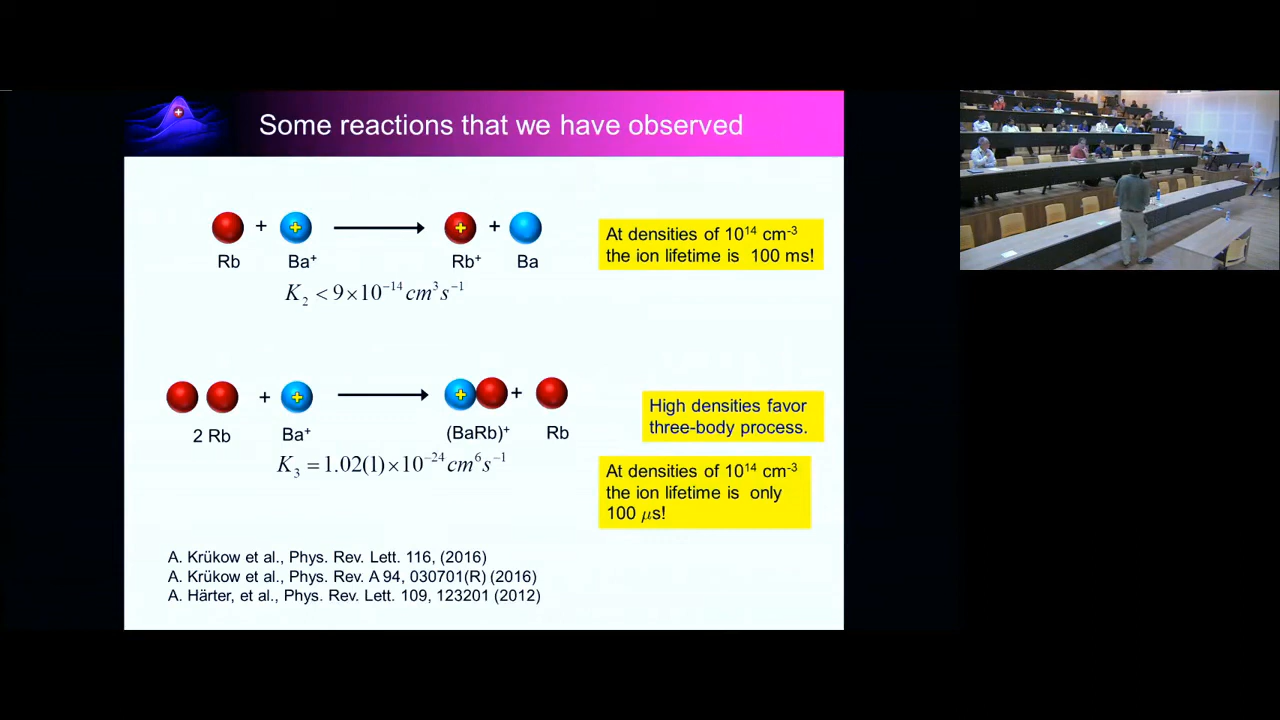 Some reactions that we have observed
Rb + Ba⁺ → Rb⁺ + Ba
K₂ < 9×10⁻¹⁴ cm³s⁻¹
At densities of 10¹⁴ cm⁻³
the ion lifetime is 100 ms!
2 Rb + Ba⁺ → (BaRb)⁺ + Rb
K₃ = 1.02(1)×10⁻²⁴ cm⁶s⁻¹
High densities favor
three-body process.
At densities of 10¹⁴ cm⁻³
the ion lifetime is only
100 μs!
A. Krükow et al., Phys. Rev. Lett. 116, (2016)
A. Krükow et al., Phys. Rev. A 94, 030701(R) (2016)
A. Härter, et al., Phys. Rev. Lett. 109, 123201 (2012)